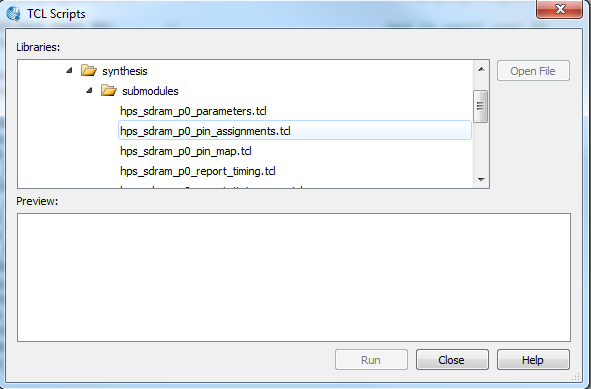 TCL Scripts
Libraries:
synthesis
submodules
hps_sdram_p0_parameters.tcl
hps_sdram_p0_pin_assignments.tcl
hps_sdram_p0_pin_map.tcl
hps_sdram_p0_report_timing.tcl
Open File
Preview:
Run
Close
Help